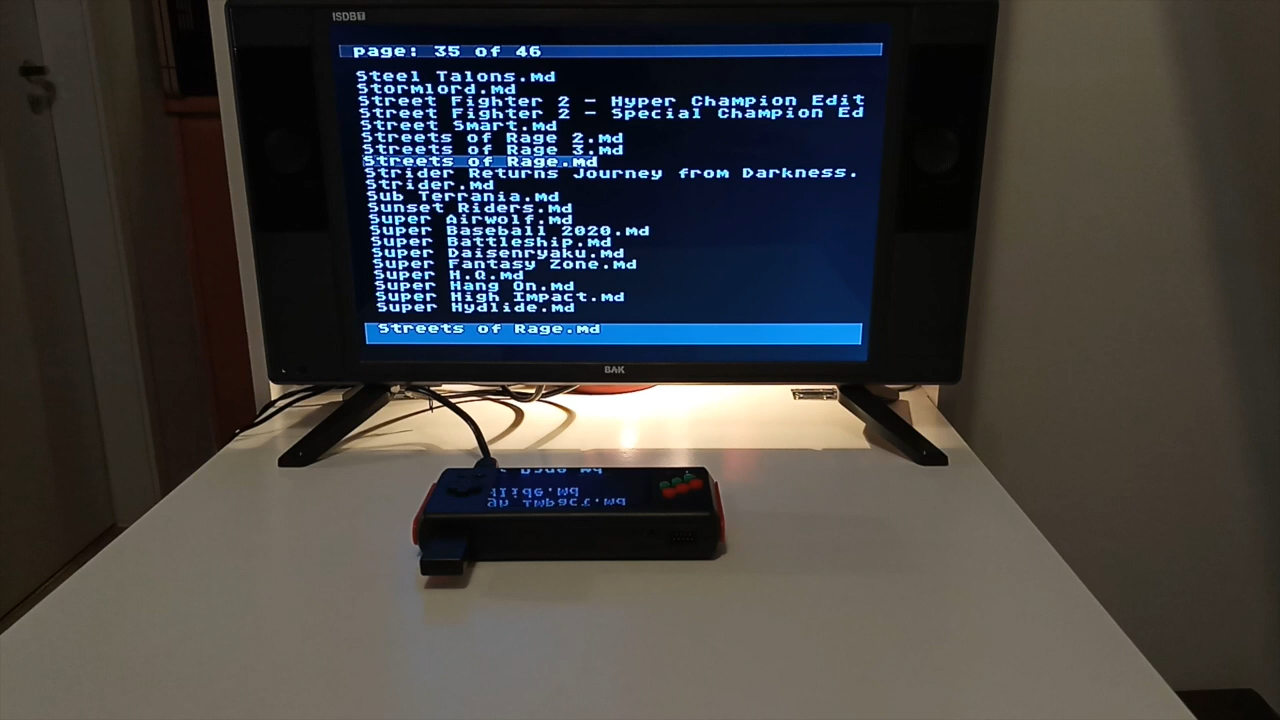 ISDBT
page: 35 of 46
Steel Talons.md
Stormlord.md
Street Fighter 2 - Hyper Champion Edit
Street Fighter 2 - Special Champion Ed
Street Smart.md
Streets of Rage 2.md
Streets of Rage 3.md
Streets of Rage.md
Strider Returns Journey from Darkness.
Strider.md
Sub Terrania.md
Sunset Riders.md
Super Airwolf.md
Super Baseball 2020.md
Super Battleship.md
Super Daisenryaku.md
Super Fantasy Zone.md
Super H.Q.md
Super Hang On.md
Super High Impact.md
Super Hydlide.md
Streets of Rage.md
BAK